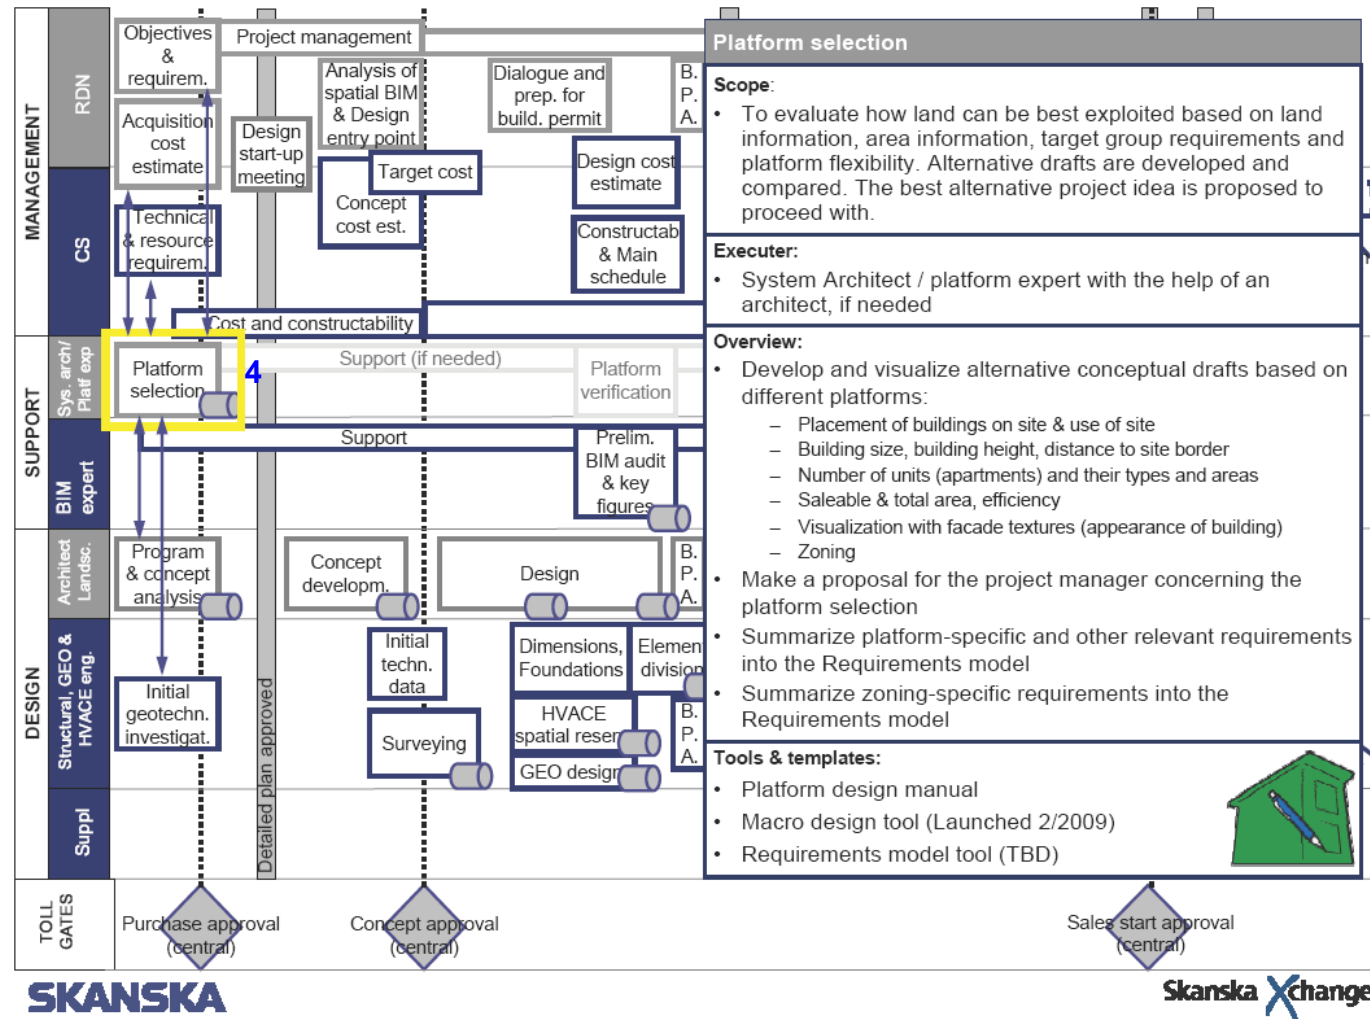 MANAGEMENT
RDN
Objectives
&
requirem.
Project management
Acquisition
cost
estimate
Design
start-up
meeting
Analysis of
spatial BIM
& Design
entry point
Dialogue and
prep. for
build. permit
B.
P.
A.
CS
Technical
& resource
requirem.
Target cost
Concept
cost est.
Design cost
estimate
Constructab
& Main
schedule
Cost and constructability
SUPPORT
Sys. arch/
Platf exp
Platform
selection
4
Support (if needed)
Platform
verification
BIM
expert
Support
Prelim.
BIM audit
& key
figures
DESIGN
Architect
Landsc.
Program
& concept
analysis
Concept
developm.
Design
B.
P.
A.
Structural, GEO &
HVACE eng.
Initial
geotechn.
investigat.
Initial
techn.
data
Surveying
Dimensions,
Foundations
Elemen
division
HVACE
spatial reser
GEO design
B.
P.
A.
Suppl
Detailed plan approved
TOLL
GATES
Purchase approval
(central)
Concept approval
(central)
Sales start approval
(central)
Platform selection
Scope:
• To evaluate how land can be best exploited based on land
information, area information, target group requirements and
platform flexibility. Alternative drafts are developed and
compared. The best alternative project idea is proposed to
proceed with.
Executer:
• System Architect / platform expert with the help of an
architect, if needed
Overview:
• Develop and visualize alternative conceptual drafts based on
different platforms:
– Placement of buildings on site & use of site
– Building size, building height, distance to site border
– Number of units (apartments) and their types and areas
– Saleable & total area, efficiency
– Visualization with facade textures (appearance of building)
– Zoning
• Make a proposal for the project manager concerning the
platform selection
• Summarize platform-specific and other relevant requirements
into the Requirements model
• Summarize zoning-specific requirements into the
Requirements model
Tools & templates:
• Platform design manual
• Macro design tool (Launched 2/2009)
• Requirements model tool (TBD)
SKANSKA
Skanska Xchange